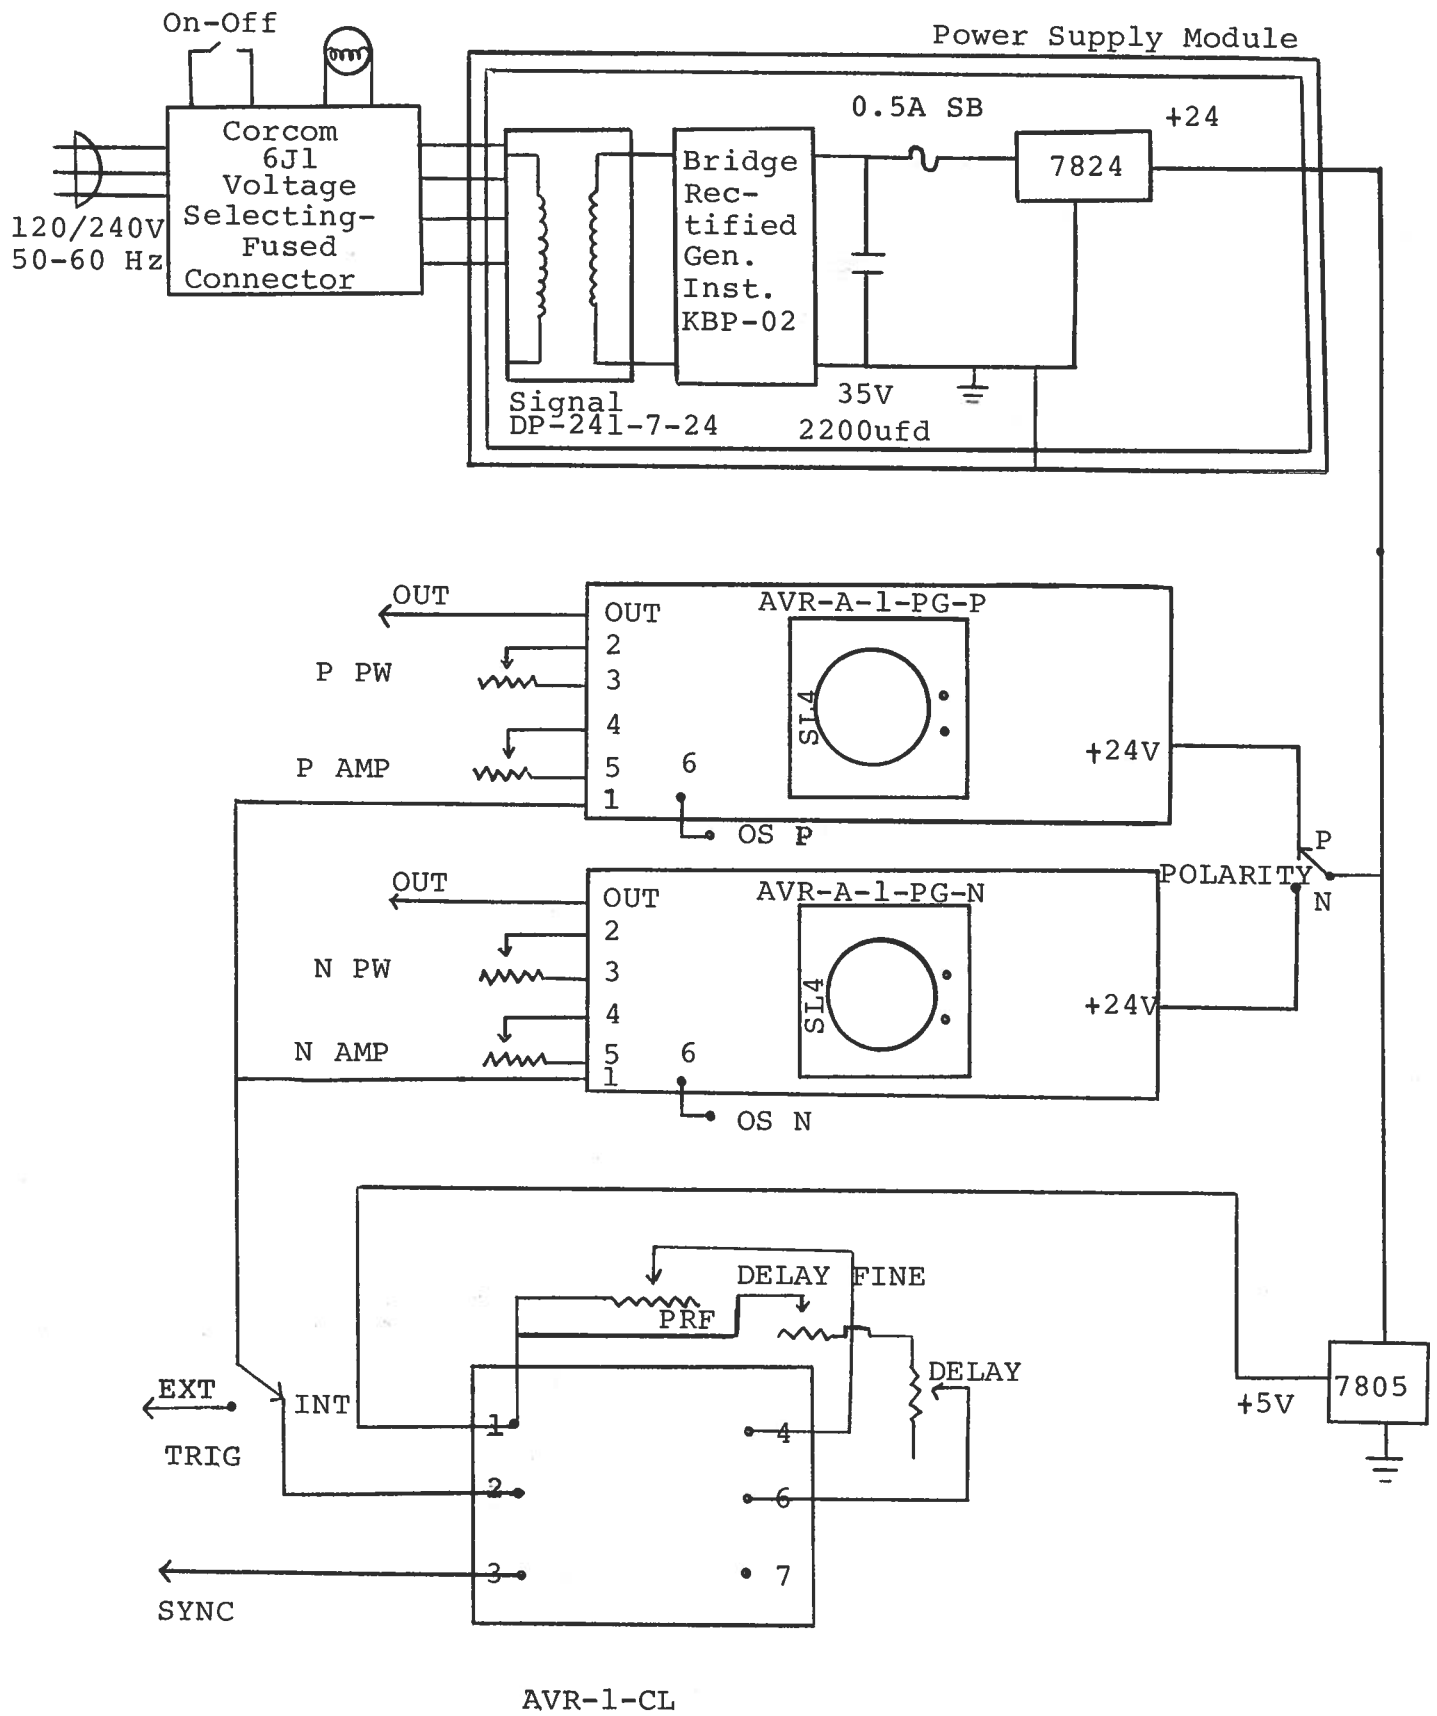 On-Off
Power Supply Module
Corcom
6J1
Voltage
Selecting-
Fused
Connector
120/240V
50-60 Hz
Signal
DP-241-7-24
Bridge
Rec-
tified
Gen.
Inst.
KBP-02
0.5A SB
35V
2200ufd
7824
+24
OUT
P PW
P AMP
AVR-A-1-PG-P
OUT
2
3
4
5
1
6
SL4
+24V
OS P
P
POLARITY
N
OUT
N PW
N AMP
AVR-A-1-PG-N
OUT
2
3
4
5
1
6
SL4
+24V
OS N
DELAY FINE
PRF
DELAY
EXT
INT
TRIG
1
2
3
4
6
7
+5V
7805
SYNC
AVR-1-CL